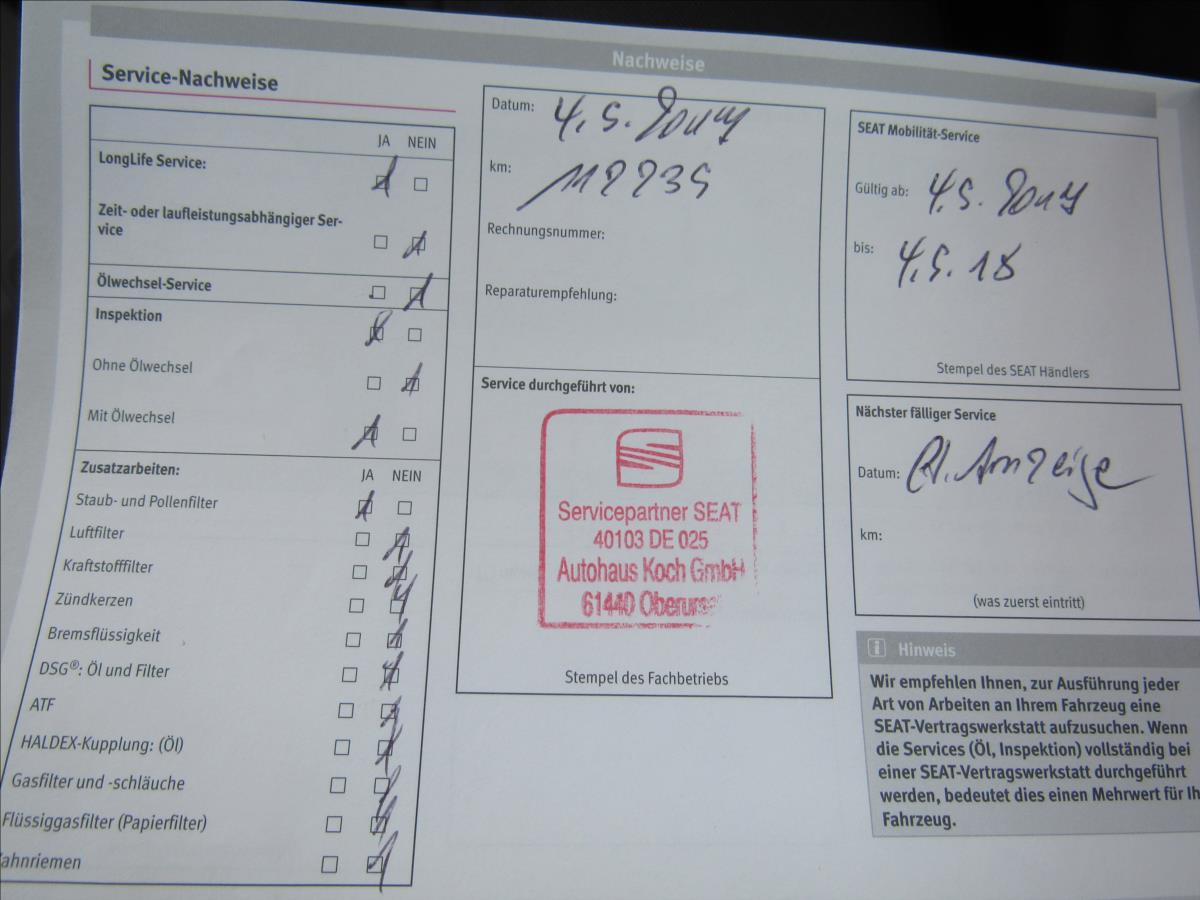 Nachweise
Service-Nachweise
JA NEIN
LongLife Service:
Zeit- oder laufleistungsabhängiger Ser-
vice
Ölwechsel-Service
Inspektion
Ohne Ölwechsel
Mit Ölwechsel
Zusatzarbeiten: JA NEIN
Staub- und Pollenfilter
Luftfilter
Kraftstofffilter
Zündkerzen
Bremsflüssigkeit
DSG®: Öl und Filter
ATF
HALDEX-Kupplung: (Öl)
Gasfilter und -schläuche
Flüssiggasfilter (Papierfilter)
ahnriemen
Datum: 4.5.
km:
Rechnungsnummer:
Reparaturempfehlung:
Service durchgeführt von:
Servicepartner SEAT
40103 DE 025
Autohaus Koch GmbH
61440 Oberurs
Stempel des Fachbetriebs
SEAT Mobilität-Service
Gültig ab: 4.5.
bis: 4.5.18
Stempel des SEAT Händlers
Nächster fälliger Service
Datum: Anzeige
km:
(was zuerst eintritt)
i Hinweis
Wir empfehlen Ihnen, zur Ausführung jeder
Art von Arbeiten an Ihrem Fahrzeug eine
SEAT-Vertragswerkstatt aufzusuchen. Wenn
die Services (Öl, Inspektion) vollständig bei
einer SEAT-Vertragswerkstatt durchgeführt
werden, bedeutet dies einen Mehrwert für Ih
Fahrzeug.